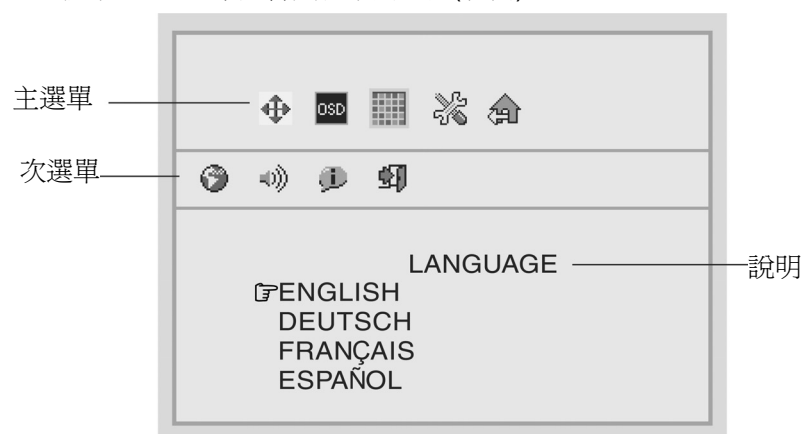 主選單
OSD
次選單
LANGUAGE
說明
ENGLISH
DEUTSCH
FRANÇAIS
ESPAÑOL